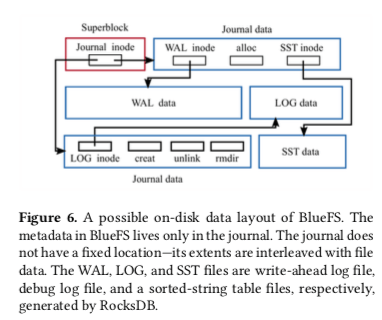 Superblock
Journal data
Journal inode
WAL inode alloc SST inode
WAL data
LOG data
LOG inode creat unlink rmdir
SST data
Journal data
Figure 6. A possible on-disk data layout of BlueFS. The
metadata in BlueFS lives only in the journal. The journal does
not have a fixed location—its extents are interleaved with file
data. The WAL, LOG, and SST files are write-ahead log file,
debug log file, and a sorted-string table files, respectively,
generated by RocksDB.